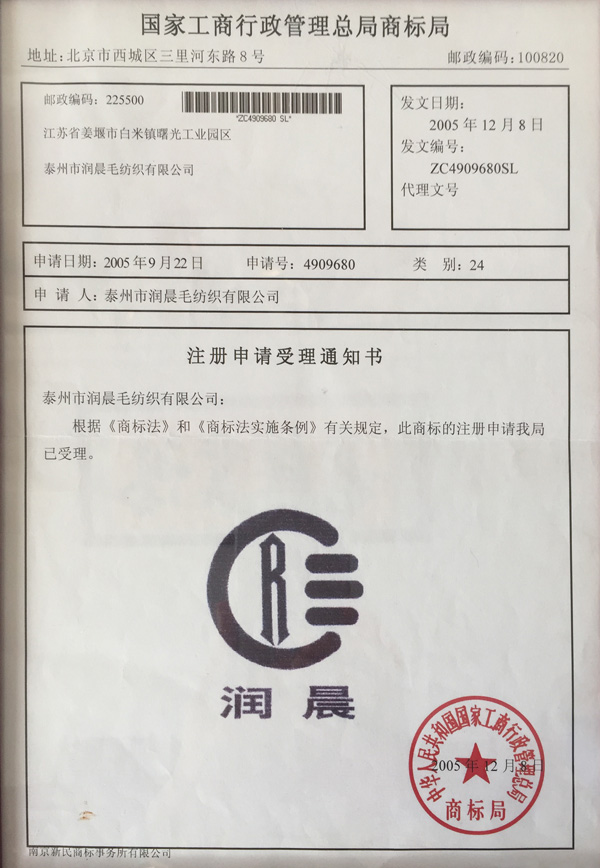 国家工商行政管理总局商标局
地址:北京市西城区三里河东路8号 邮政编码:100820
邮政编码: 225500
*ZC4909680 SL*
江苏省姜堰市白米镇曙光工业园区
泰州市润晨毛纺织有限公司
发文日期:
2005年12月8日
发文编号:
ZC4909680SL
代理文号
申请日期: 2005年9月22日 申请号: 4909680 类 别: 24
申 请 人: 泰州市润晨毛纺织有限公司
注册申请受理通知书
泰州市润晨毛纺织有限公司:
根据《商标法》和《商标法实施条例》有关规定，此商标的注册申请我局
已受理。
R
润晨
中华人民共和国国家工商行政管理总局
2005年12月8日
商标局
南京新民商标事务所有限公司